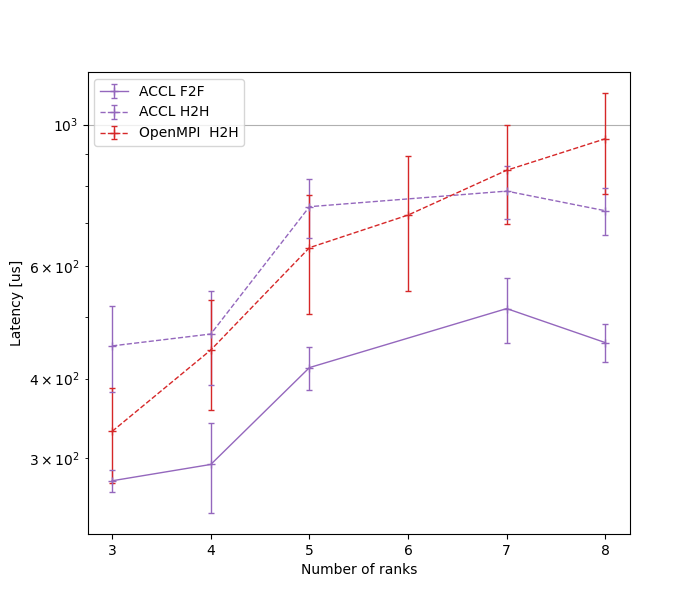 ACCL F2F
ACCL H2H
OpenMPI  H2H
10³
6 × 10²
4 × 10²
3 × 10²
Latency [us]
3 4 5 6 7 8
Number of ranks